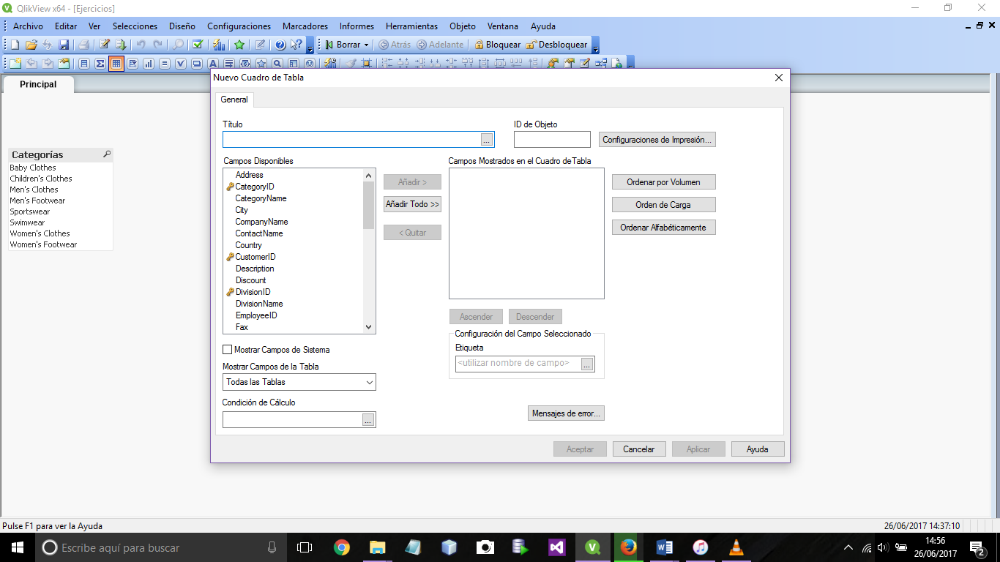 QlikView x64 - [Ejercicios]
Archivo Editar Ver Selecciones Diseño Configuraciones Marcadores Informes Herramientas Objeto Ventana Ayuda
Borrar Atrás Adelante Bloquear Desbloquear
Principal
Categorías
Baby Clothes
Children's Clothes
Men's Clothes
Men's Footwear
Sportswear
Swimwear
Women's Clothes
Women's Footwear
Nuevo Cuadro de Tabla
General
Título
ID de Objeto
...
Configuraciones de Impresión...
Campos Disponibles
Address
CategoryID
CategoryName
City
CompanyName
ContactName
Country
CustomerID
Description
Discount
DivisionID
DivisionName
EmployeeID
Fax
Añadir >
Añadir Todo >>
< Quitar
Campos Mostrados en el Cuadro de Tabla
Ordenar por Volumen
Orden de Carga
Ordenar Alfabéticamente
Ascender Descender
Configuración del Campo Seleccionado
Etiqueta
<utilizar nombre de campo> ...
Mostrar Campos de Sistema
Mostrar Campos de la Tabla
Todas las Tablas
Condición de Cálculo
...
Mensajes de error...
Aceptar Cancelar Aplicar Ayuda
Pulse F1 para ver la Ayuda
26/06/2017 14:37:10
Escribe aquí para buscar
14:56
26/06/2017
2